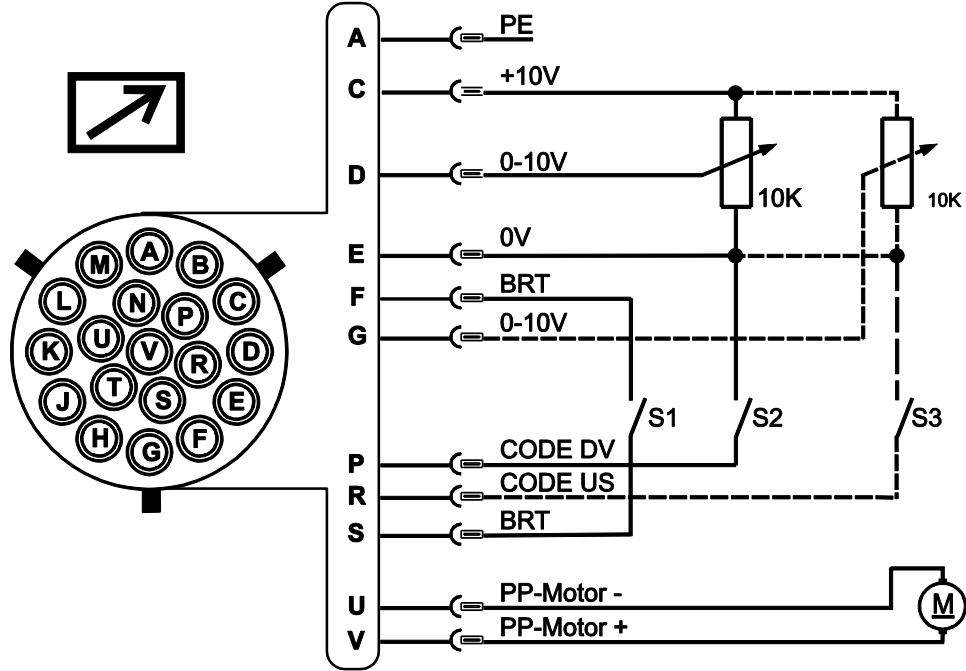 A PE
C +10V
D 0-10V 10K 10K
E 0V
F BRT
G 0-10V
S1 S2 S3
P CODE DV
R CODE US
S BRT
U PP-Motor -
V PP-Motor +
M
A
M B
L N P C
K U V R D
J T S E
H G F